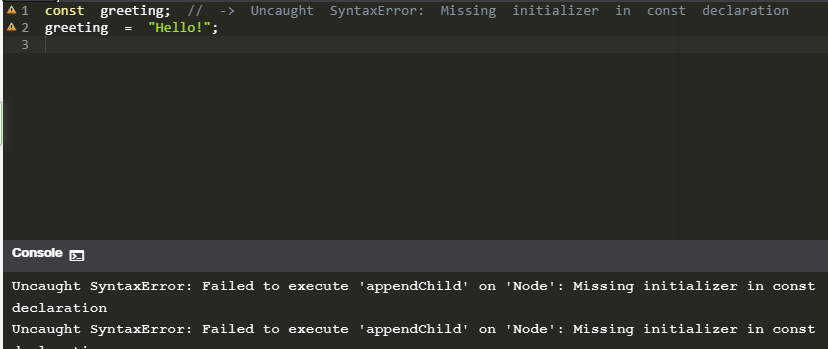 1 const greeting; // -> Uncaught SyntaxError: Missing initializer in const declaration
2 greeting = "Hello!";
3
Console
Uncaught SyntaxError: Failed to execute 'appendChild' on 'Node': Missing initializer in const
declaration
Uncaught SyntaxError: Failed to execute 'appendChild' on 'Node': Missing initializer in const